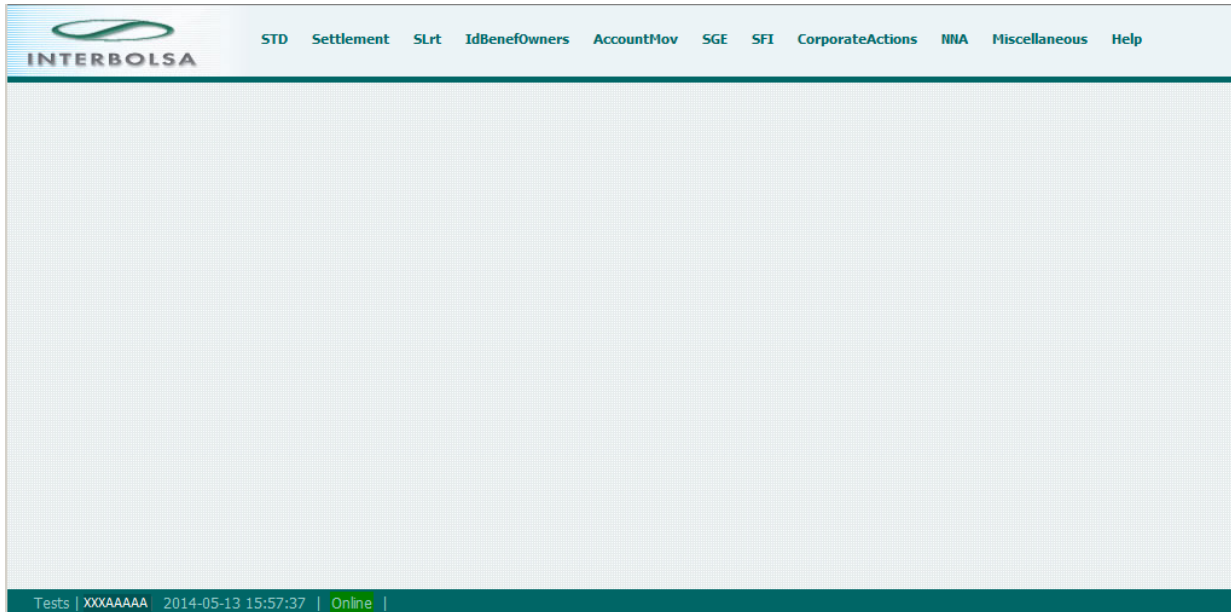 INTERBOLSA
STD Settlement SLrt IdBenefOwners AccountMov SGE SFI CorporateActions NNA Miscellaneous Help
Tests | XXXAAAAA 2014-05-13 15:57:37 | Online |